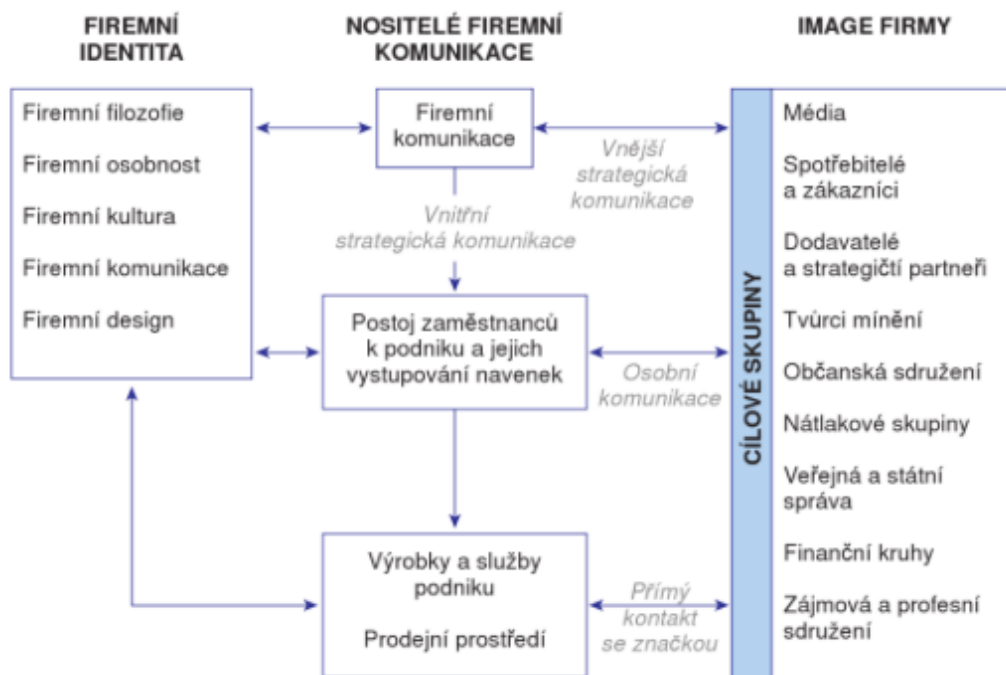 FIREMNÍ
IDENTITA
NOSITELÉ FIREMNÍ
KOMUNIKACE
IMAGE FIRMY
Firemní filozofie
Firemní osobnost
Firemní kultura
Firemní komunikace
Firemní design
Firemní
komunikace
Vnitřní
strategická komunikace
Postoj zaměstnanců
k podniku a jejich
vystupování navenek
Výrobky a služby
podniku
Prodejní prostředí
Vnější
strategická
komunikace
Osobní
komunikace
Přímý
kontakt
se značkou
CÍLOVÉ SKUPINY
Média
Spotřebitelé
a zákazníci
Dodavatelé
a strategičtí partneři
Tvůrci mínění
Občanská sdružení
Nátlakové skupiny
Veřejná a státní
správa
Finanční kruhy
Zájmová a profesní
sdružení